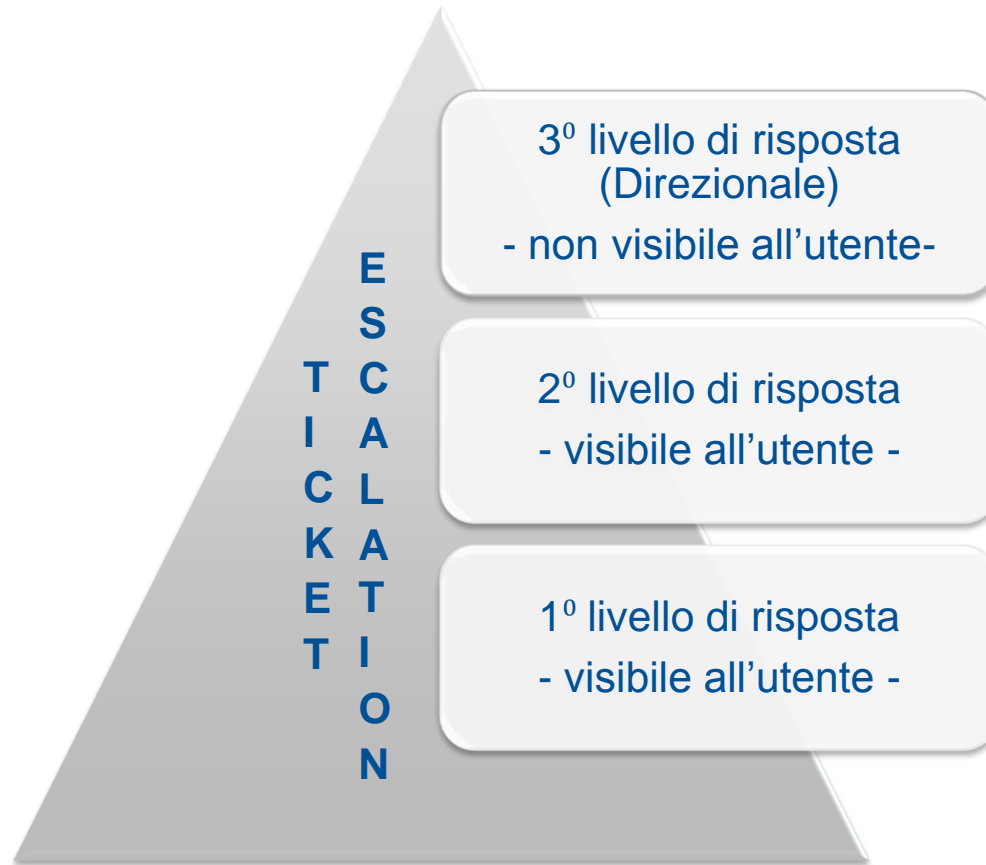 TICKET
ESCALATION
3⁰ livello di risposta
(Direzionale)
- non visibile all’utente-
2⁰ livello di risposta
- visibile all’utente -
1⁰ livello di risposta
- visibile all’utente -